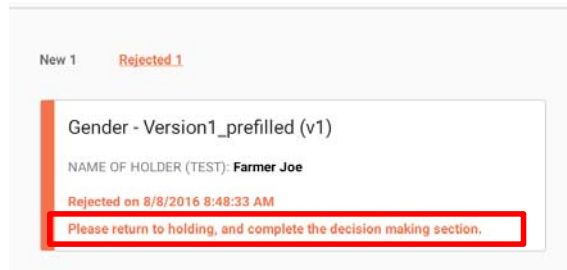 New 1 Rejected 1
Gender - Version1_prefilled (v1)
NAME OF HOLDER (TEST): Farmer Joe
Rejected on 8/8/2016 8:48:33 AM
Please return to holding, and complete the decision making section.